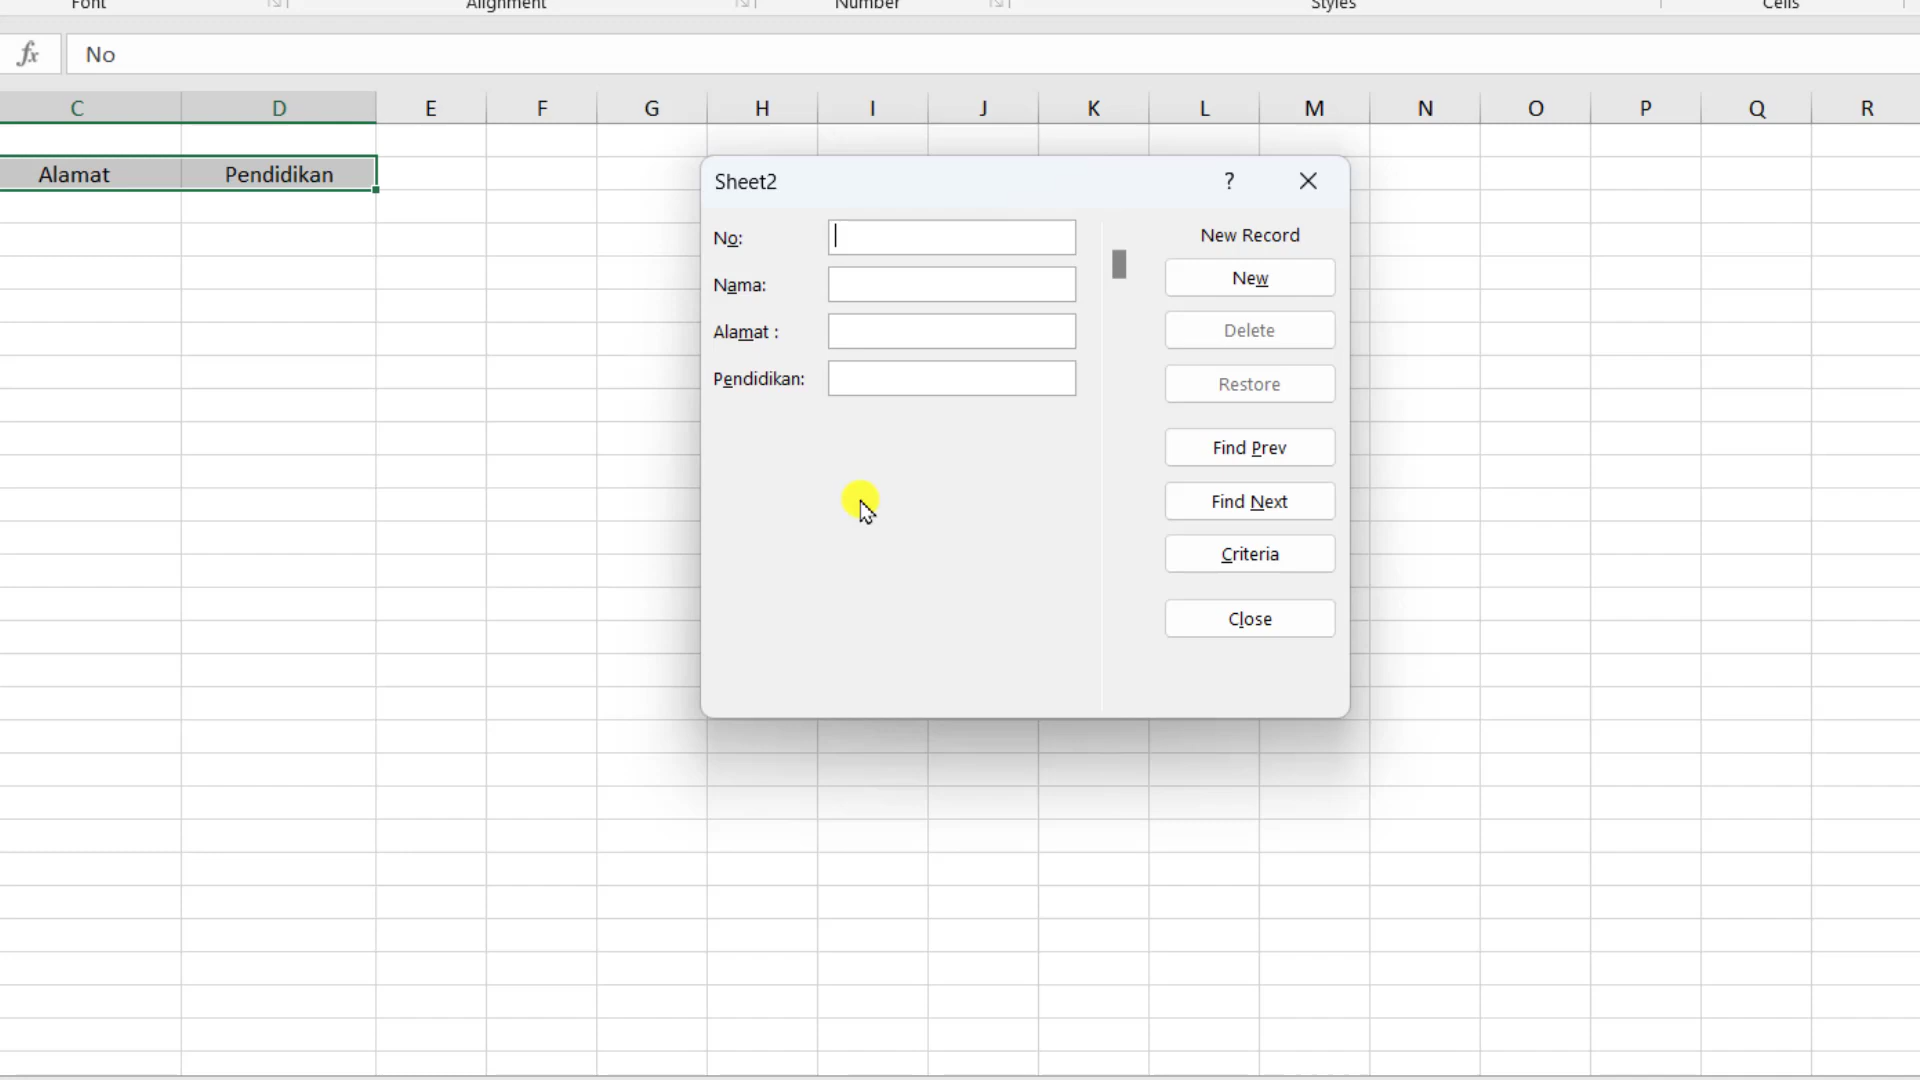 Font Alignment Number Styles Cells
fx No
C D E F G H I J K L M N O P Q R
Alamat Pendidikan
Sheet2 ?
No: New Record
New
Nama:
Alamat : Delete
Pendidikan: Restore
Find Prev
Find Next
Criteria
Close